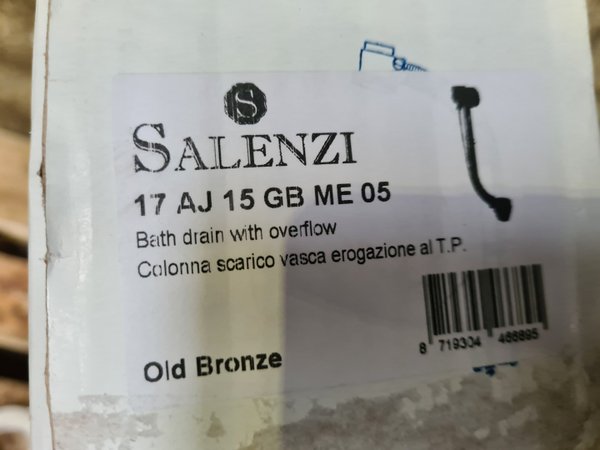 S
SALENZI
17 AJ 15 GB ME 05
Bath drain with overflow
Colonna scarico vasca erogazione al T.P.
8 719304 466895
Old Bronze